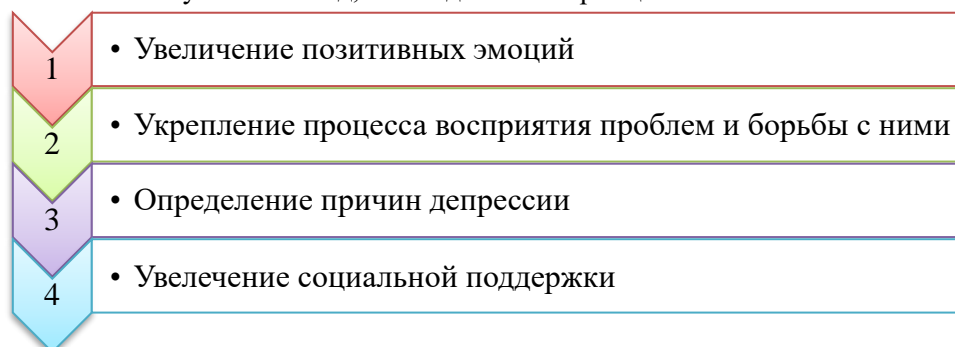 1
• Увеличение позитивных эмоций
2
• Укрепление процесса восприятия проблем и борьбы с ними
3
• Определение причин депрессии
4
• Увелечение социальной поддержки